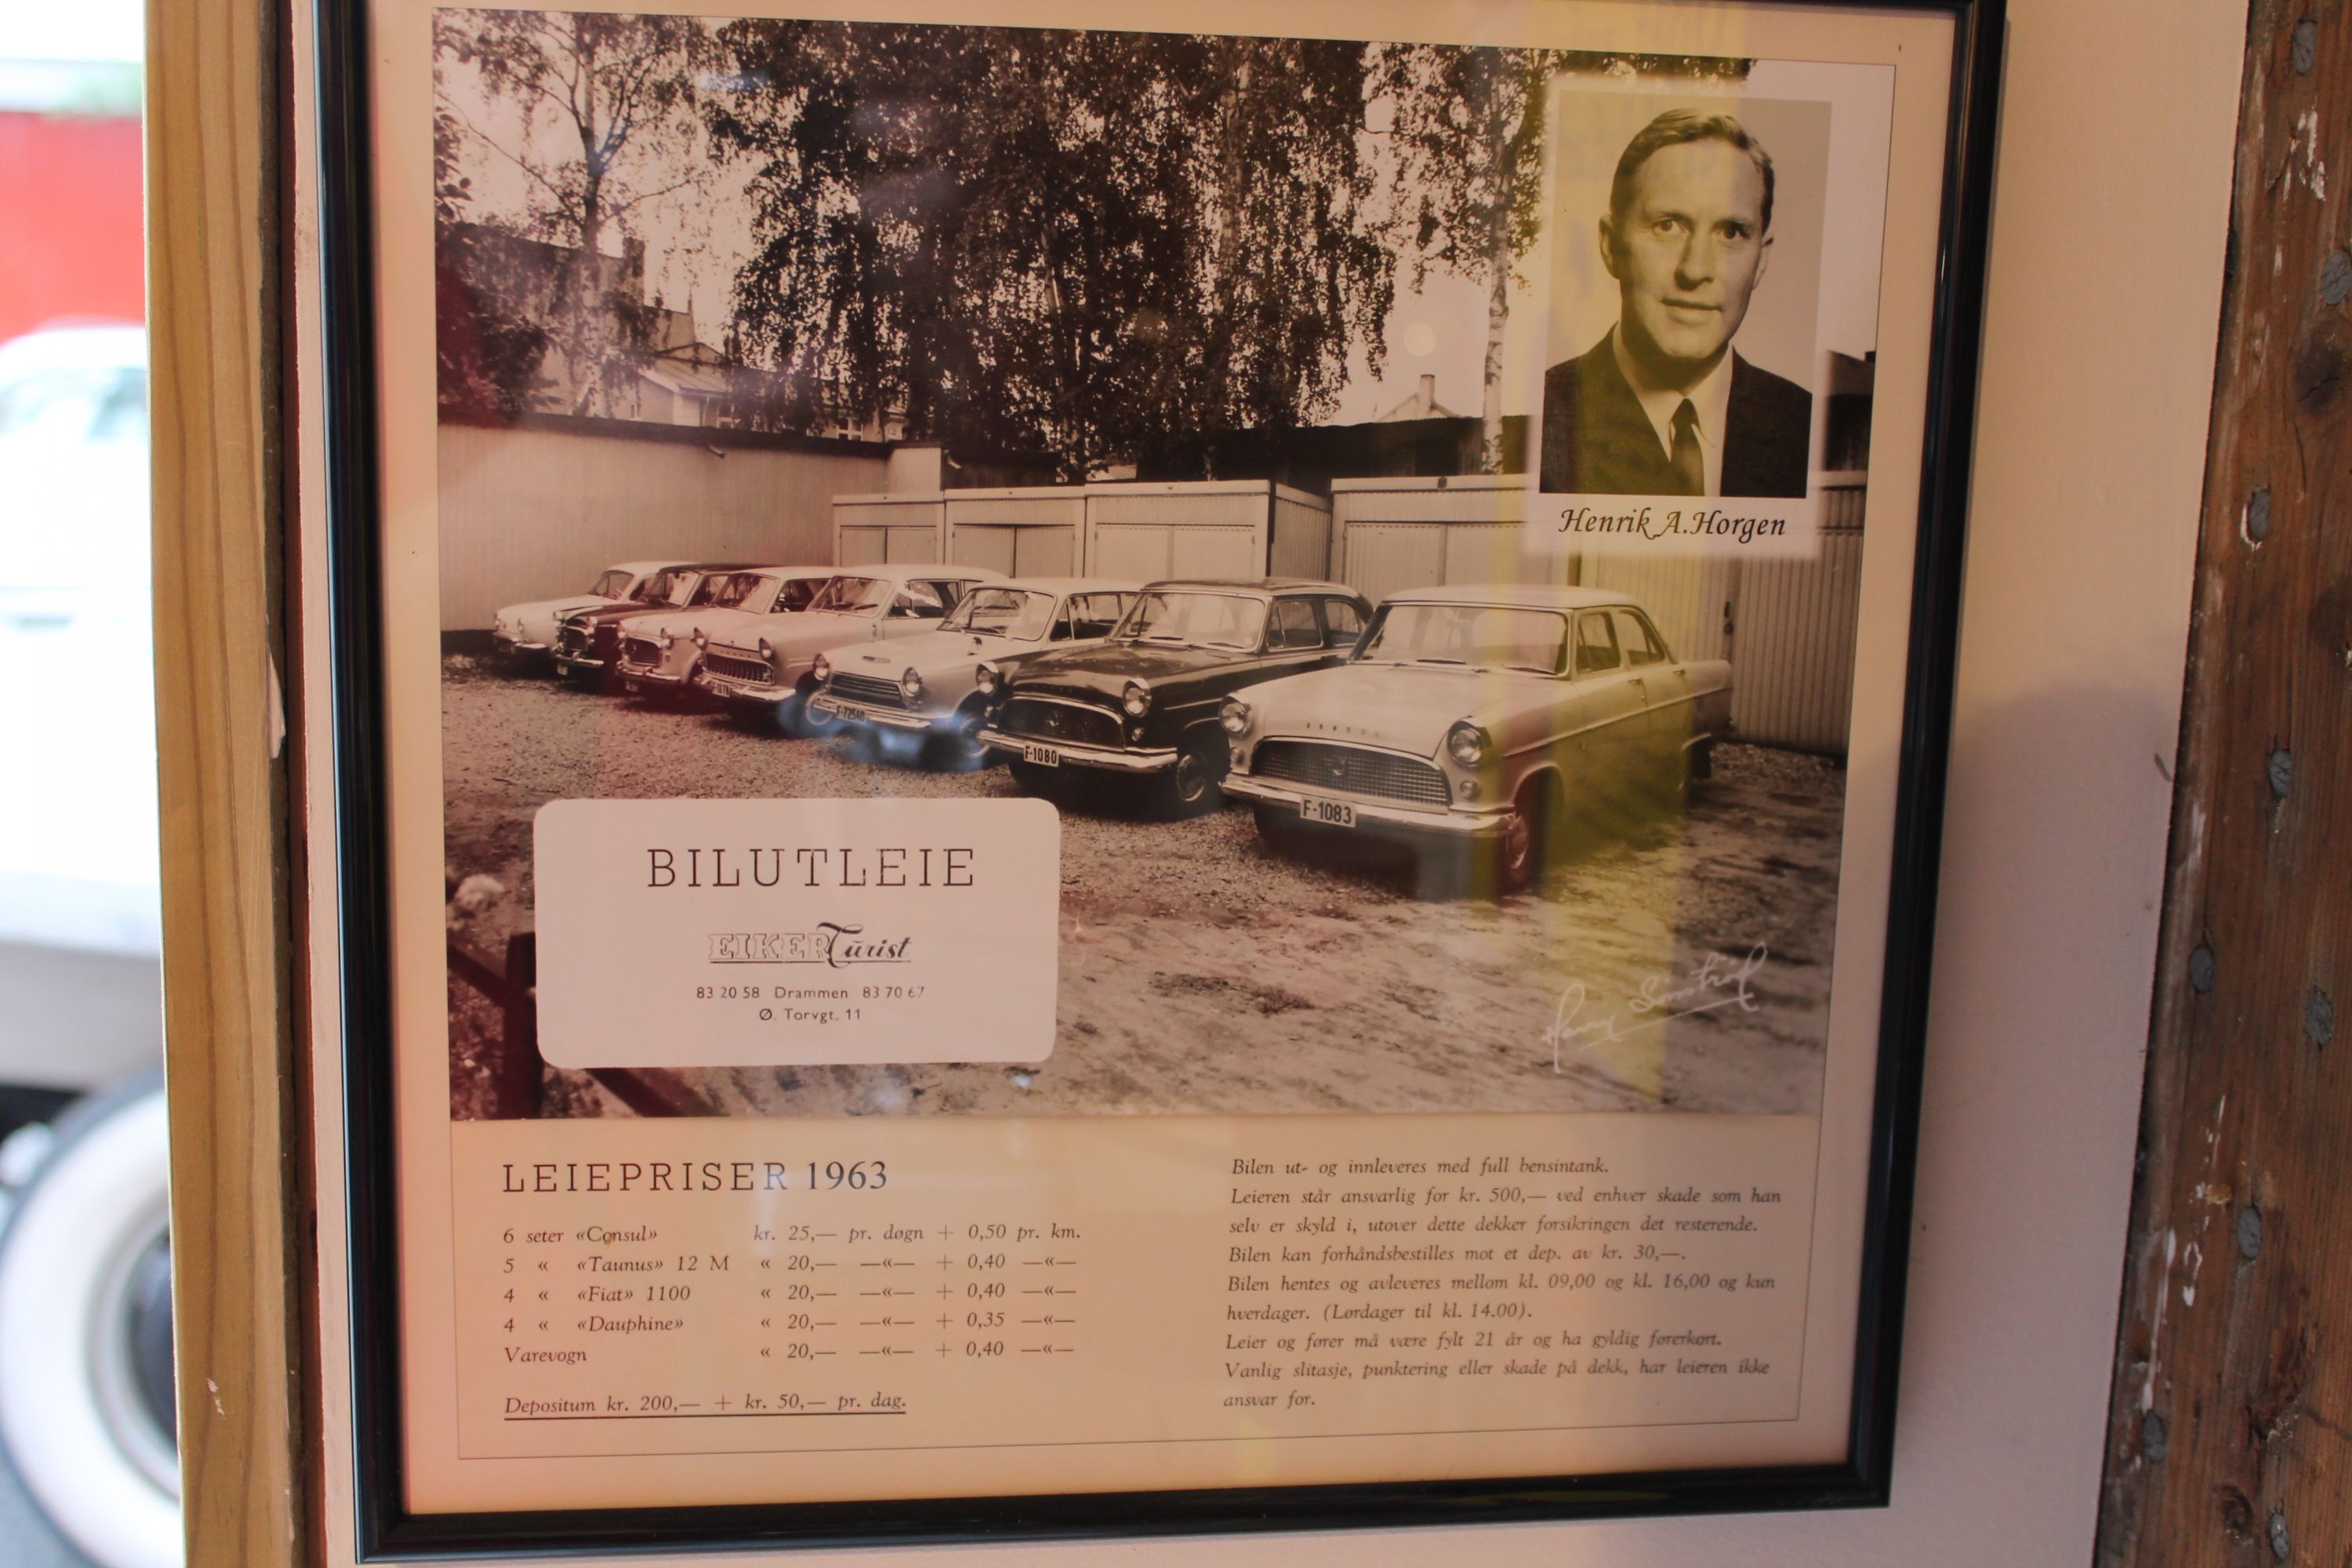 Henrik A. Horgen
CONSUL
F-72540
F-1080
F-1083
BILUTLEIE
EIKER Turist
83 20 58 Drammen 83 70 67
Ø. Torvgt. 11
LEIEPRISER 1963
6 seter «Consul» kr. 25,— pr. døgn + 0,50 pr. km.
5 « «Taunus» 12 M « 20,— —«— + 0,40 —«—
4 « «Fiat» 1100 « 20,— —«— + 0,40 —«—
4 « «Dauphine» « 20,— —«— + 0,35 —«—
Varevogn « 20,— —«— + 0,40 —«—
Depositum kr. 200,— + kr. 50,— pr. dag.
Bilen ut- og innleveres med full bensintank.
Leieren står ansvarlig for kr. 500,— ved enhver skade som han
selv er skyld i, utover dette dekker forsikringen det resterende.
Bilen kan forhåndsbestilles mot et dep. av kr. 30,—.
Bilen hentes og avleveres mellom kl. 09,00 og kl. 16,00 og kun
hverdager. (Lørdager til kl. 14.00).
Leier og fører må være fylt 21 år og ha gyldig førerkort.
Vanlig slitasje, punktering eller skade på dekk, har leieren ikke
ansvar for.